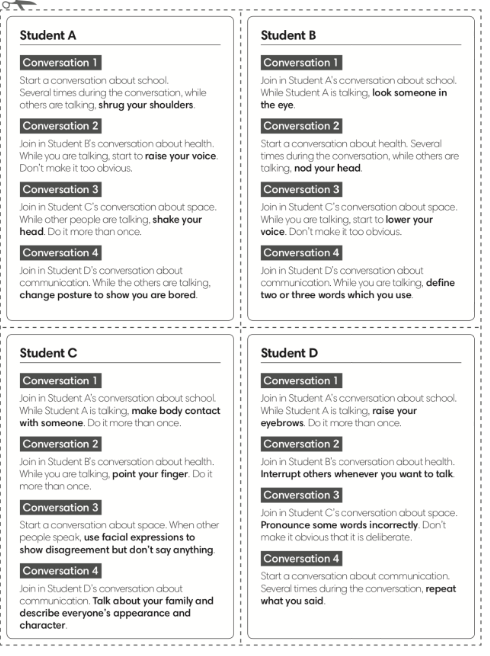 Student A
Conversation 1
Start a conversation about school.
Several times during the conversation, while
others are talking, shrug your shoulders.
Conversation 2
Join in Student B's conversation about health.
While you are talking, start to raise your voice.
Don't make it too obvious.
Conversation 3
Join in Student C's conversation about space.
While other people are talking, shake your
head. Do it more than once.
Conversation 4
Join in Student D's conversation about
communication. While the others are talking,
change posture to show you are bored.
Student B
Conversation 1
Join in Student A's conversation about school.
While Student A is talking, look someone in
the eye.
Conversation 2
Start a conversation about health. Several
times during the conversation, while others are
talking, nod your head.
Conversation 3
Join in Student C's conversation about space.
While you are talking, start to lower your
voice. Don't make it too obvious.
Conversation 4
Join in Student D's conversation about
communication. While you are talking, define
two or three words which you use.
Student C
Conversation 1
Join in Student A's conversation about school.
While Student A is talking, make body contact
with someone. Do it more than once.
Conversation 2
Join in Student B's conversation about health.
While you are talking, point your finger. Do it
more than once.
Conversation 3
Start a conversation about space. When other
people speak, use facial expressions to
show disagreement but don't say anything.
Conversation 4
Join in Student D's conversation about
communication. Talk about your family and
describe everyone's appearance and
character.
Student D
Conversation 1
Join in Student A's conversation about school.
While Student A is talking, raise your
eyebrows. Do it more than once.
Conversation 2
Join in Student B's conversation about health.
Interrupt others whenever you want to talk.
Conversation 3
Join in Student C's conversation about space.
Pronounce some words incorrectly. Don't
make it obvious that it is deliberate.
Conversation 4
Start a conversation about communication.
Several times during the conversation, repeat
what you said.